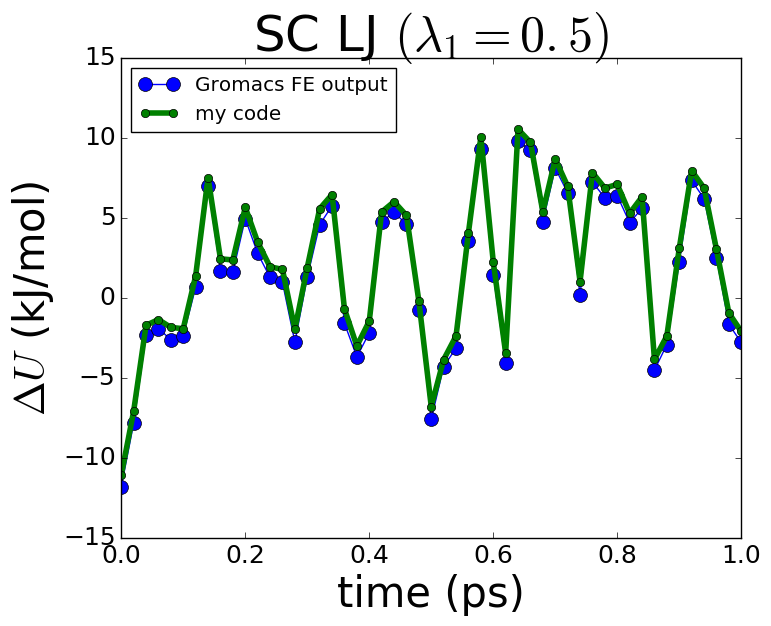 SC LJ (λ₁ = 0.5)
Gromacs FE output
my code
ΔU (kJ/mol)
15
10
5
0
−5
−10
−15
0.0 0.2 0.4 0.6 0.8 1.0
time (ps)